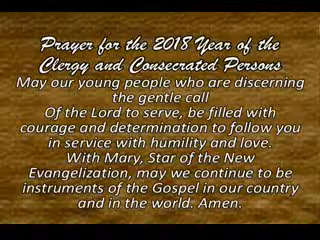 Prayer for the 2018 Year of the
Clergy and Consecrated Persons
May our young people who are discerning
the gentle call
Of the Lord to serve, be filled with
courage and determination to follow you
in service with humility and love.
With Mary, Star of the New
Evangelization, may we continue to be
instruments of the Gospel in our country
and in the world. Amen.